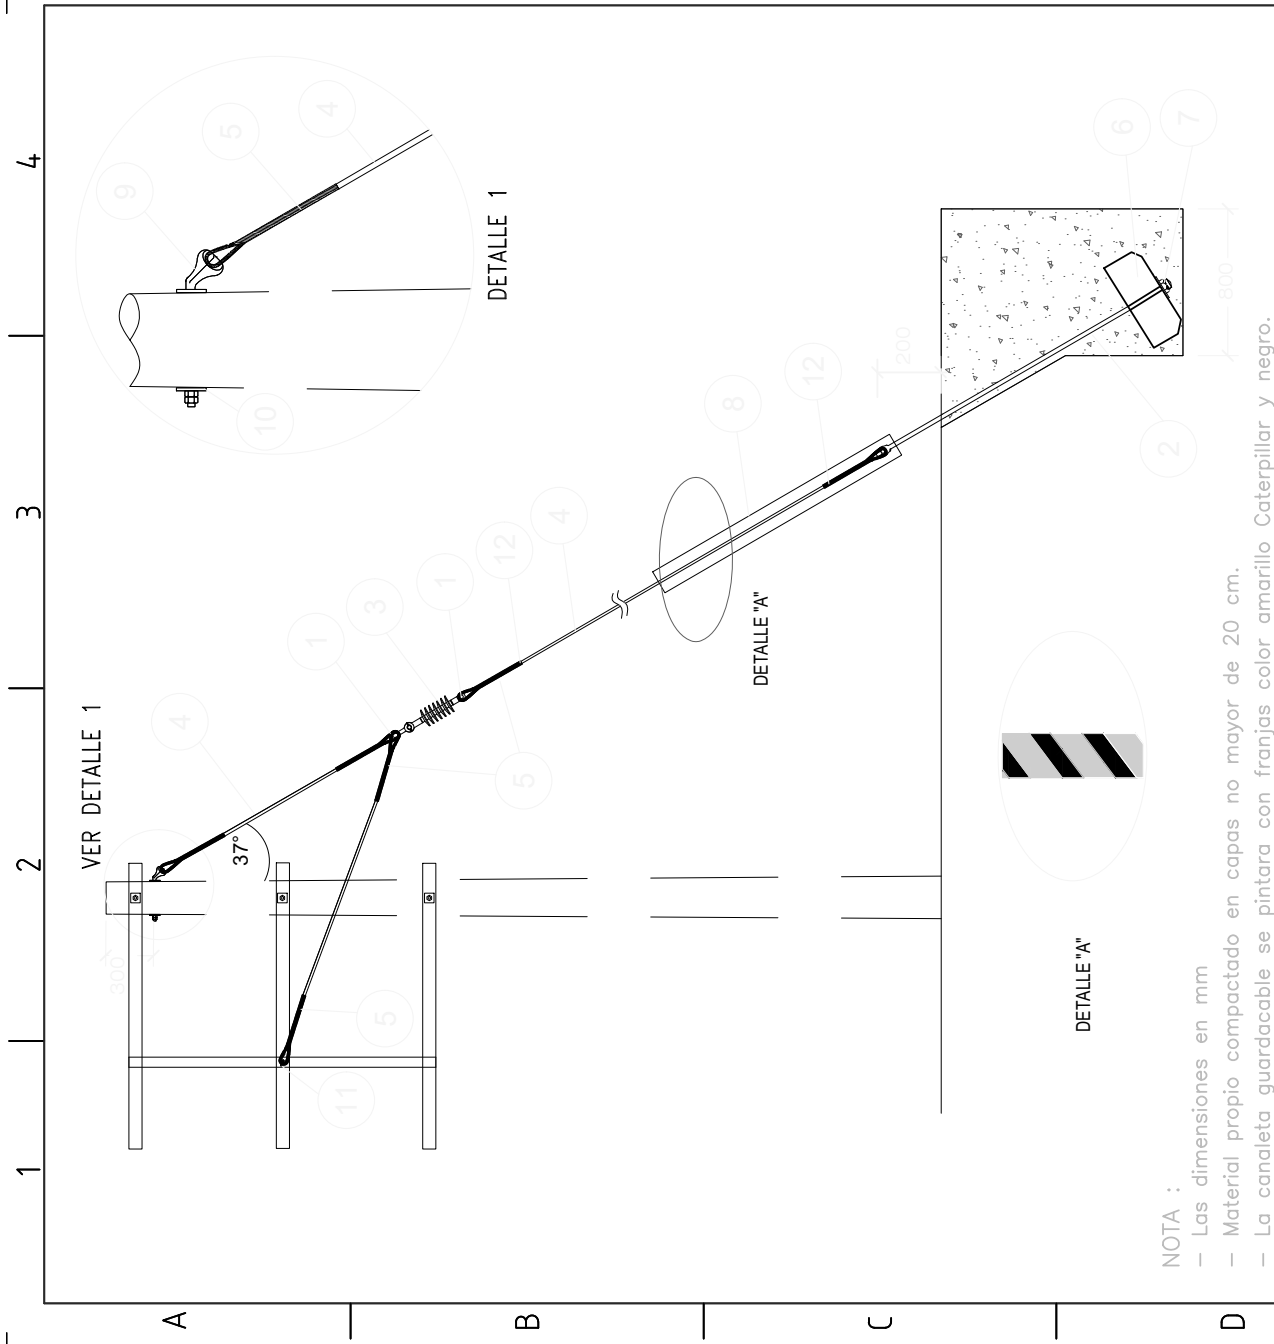 1
2
3
4
A
B
C
D
VER DETALLE 1
4
1
3
1
12
4
8
12
200
9
5
4
10
DETALLE 1
6
7
2
800
300
37°
5
5
11
DETALLE "A"
DETALLE "A"
NOTA :
- Las dimensiones en mm
- Material propio compactado en capas no mayor de 20 cm.
- La canaleta guardacable se pintara con franjas color amarillo Caterpillar y negro.